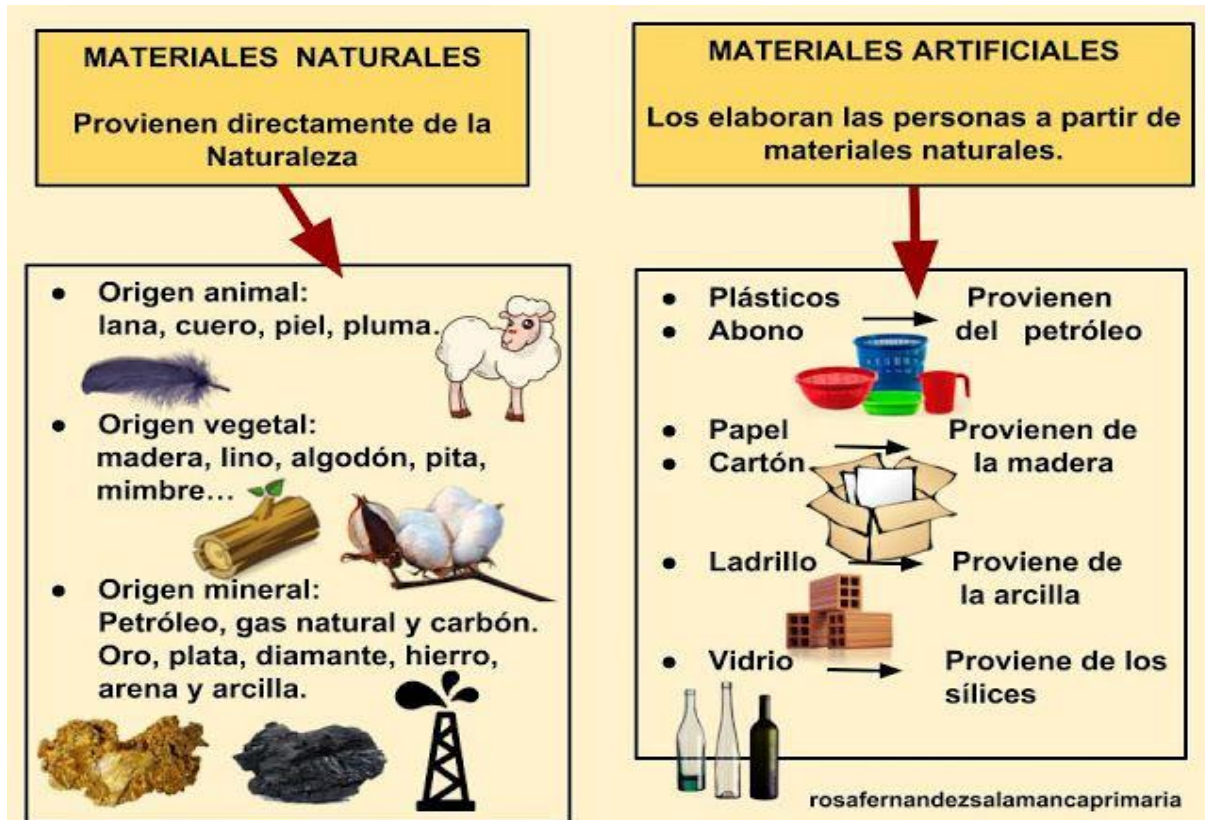 MATERIALES NATURALES
Provienen directamente de la
Naturaleza
● Origen animal:
lana, cuero, piel, pluma.
● Origen vegetal:
madera, lino, algodón, pita,
mimbre...
● Origen mineral:
Petróleo, gas natural y carbón.
Oro, plata, diamante, hierro,
arena y arcilla.
MATERIALES ARTIFICIALES
Los elaboran las personas a partir de
materiales naturales.
● Plásticos Provienen
● Abono del petróleo
● Papel Provienen de
● Cartón la madera
● Ladrillo Proviene de
la arcilla
● Vidrio Proviene de los
sílices
rosafernandezsalamancaprimaria